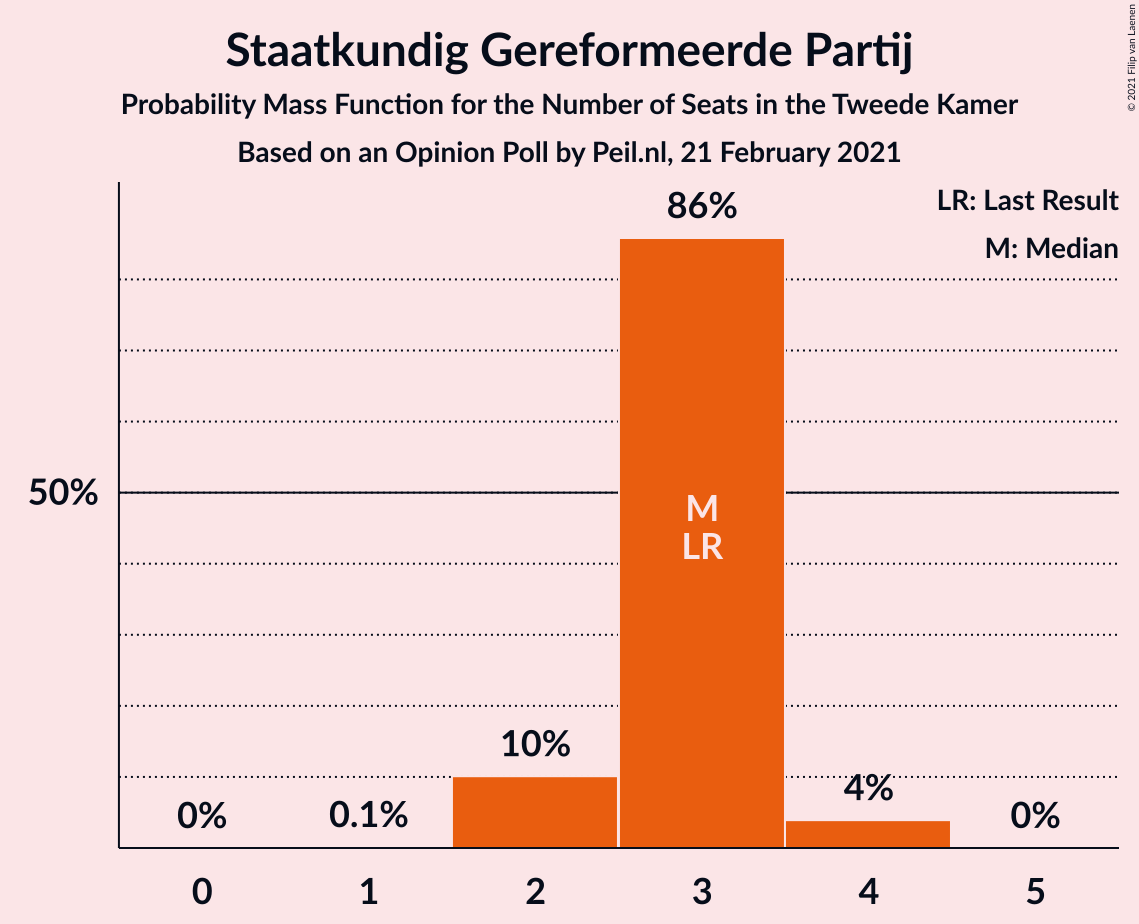 Staatkundig Gereformeerde Partij
Probability Mass Function for the Number of Seats in the Tweede Kamer
Based on an Opinion Poll by Peil.nl, 21 February 2021
© 2021 Filip van Laenen
LR: Last Result
M: Median
86%
50%
M
LR
10%
4%
0%
0.1%
0%
0
1
2
3
4
5